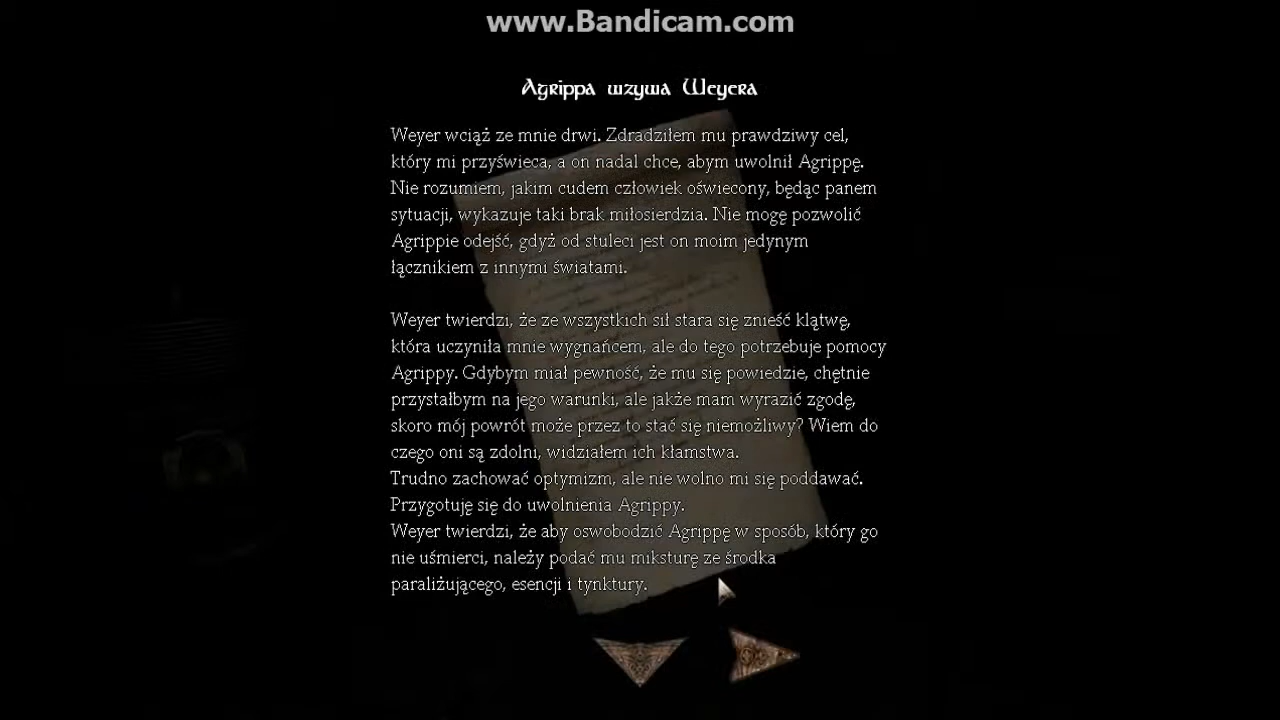 www.Bandicam.com
Agrippa wzywa Weyera
Weyer wciąż ze mnie drwi. Zdradziłem mu prawdziwy cel,
który mi przyświeca, a on nadal chce, abym uwolnił Agrippę.
Nie rozumiem, jakim cudem człowiek oświecony, będąc panem
sytuacji, wykazuje taki brak miłosierdzia. Nie mogę pozwolić
Agrippie odejść, gdyż od stuleci jest on moim jedynym
łącznikiem z innymi światami.
Weyer twierdzi, że ze wszystkich sił stara się znieść klątwę,
która uczyniła mnie wygnańcem, ale do tego potrzebuje pomocy
Agrippy. Gdybym miał pewność, że mu się powiedzie, chętnie
przystałbym na jego warunki, ale jakże mam wyrazić zgodę,
skoro mój powrót może przez to stać się niemożliwy? Wiem do
czego oni są zdolni, widziałem ich kłamstwa.
Trudno zachować optymizm, ale nie wolno mi się poddawać.
Przygotuję się do uwolnienia Agrippy.
Weyer twierdzi, że aby oswobodzić Agrippę w sposób, który go
nie uśmierci, należy podać mu miksturę ze środka
paraliżującego, esencji i tynktury.